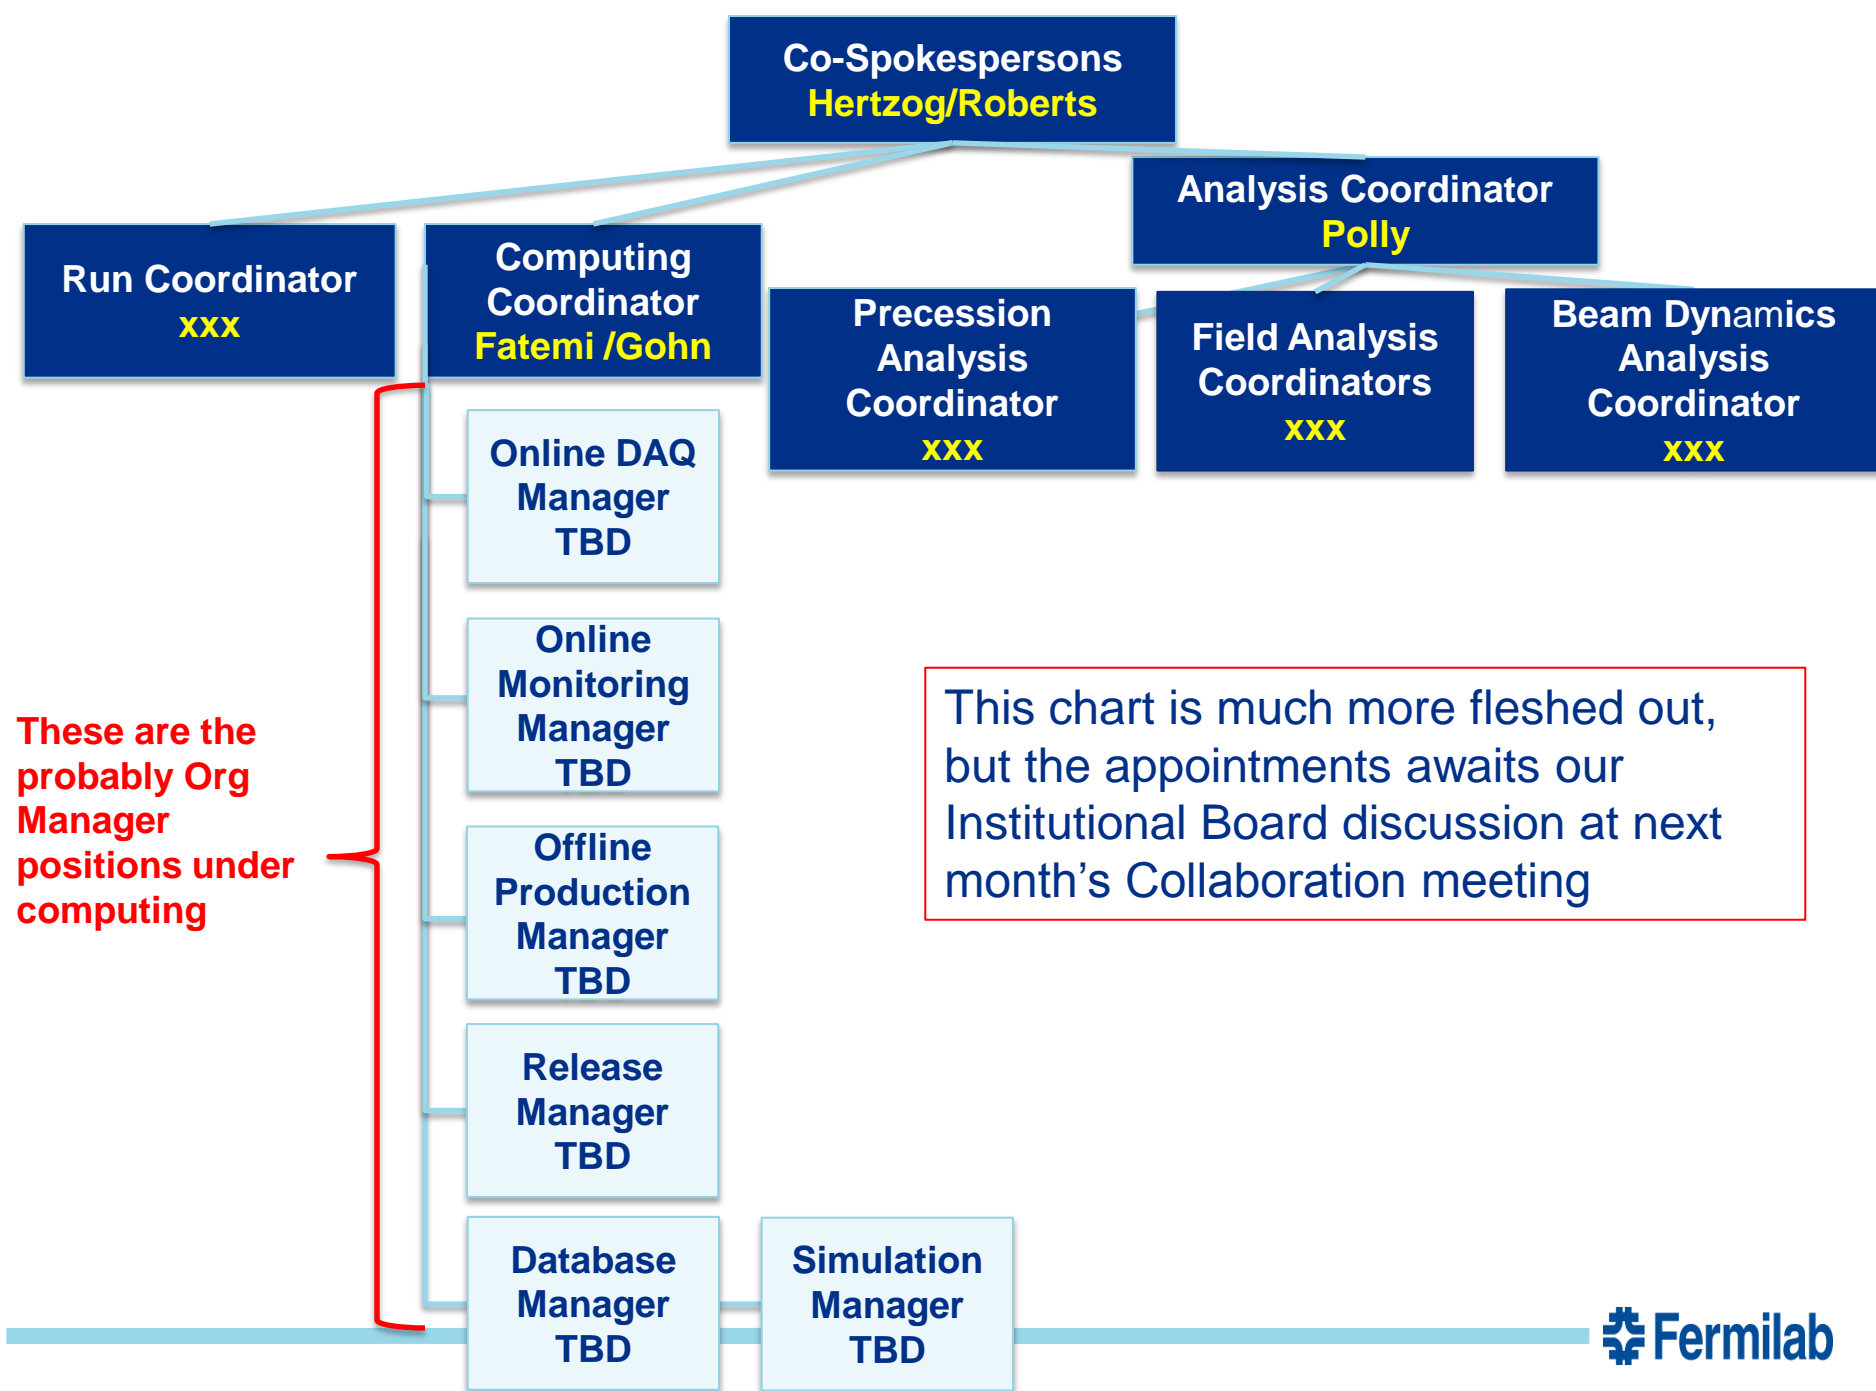 Co-Spokespersons
Hertzog/Roberts
Analysis Coordinator
Polly
Run Coordinator
xxx
Computing
Coordinator
Fatemi /Gohn
Precession
Analysis
Coordinator
xxx
Field Analysis
Coordinators
xxx
Beam Dynamics
Analysis
Coordinator
xxx
Online DAQ
Manager
TBD
Online
Monitoring
Manager
TBD
Offline
Production
Manager
TBD
Release
Manager
TBD
Database
Manager
TBD
Simulation
Manager
TBD
These are the
probably Org
Manager
positions under
computing
This chart is much more fleshed out,
but the appointments awaits our
Institutional Board discussion at next
month’s Collaboration meeting
Fermilab